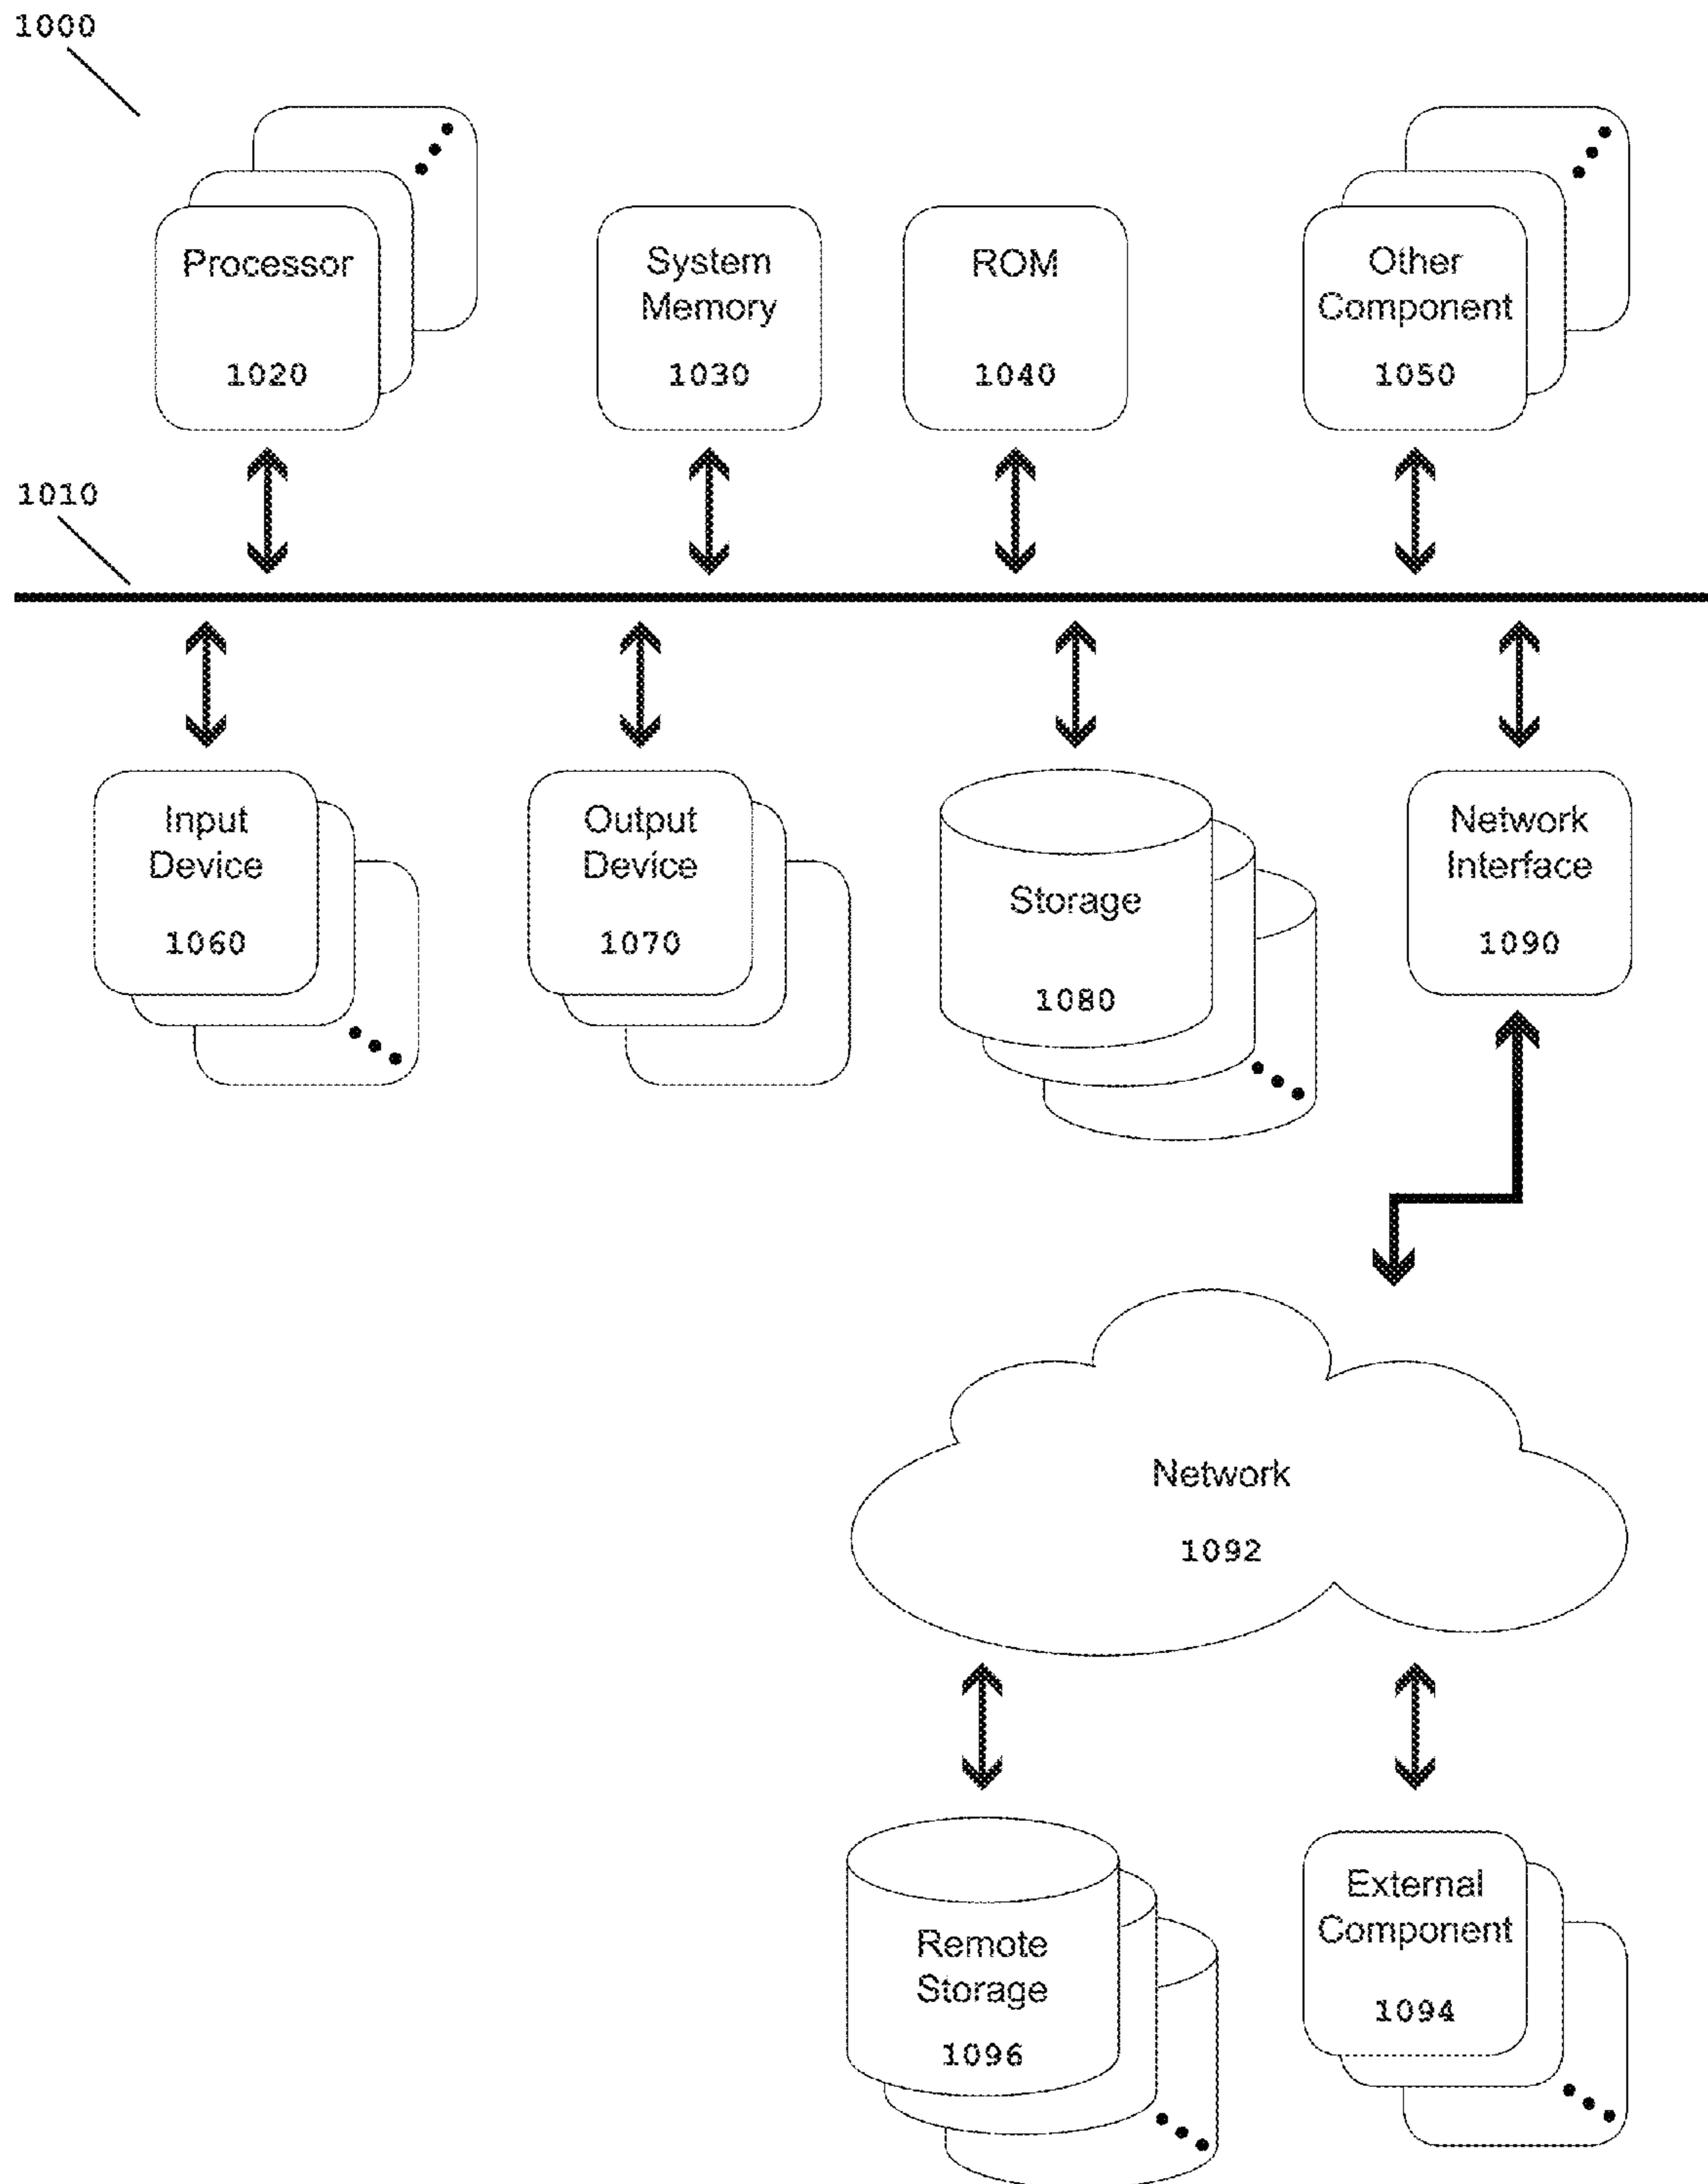 1000
Processor
1020
System
Memory
1030
ROM
1040
Other
Component
1050
1010
Input
Device
1060
Output
Device
1070
Storage
1080
Network
Interface
1090
Network
1092
Remote
Storage
1096
External
Component
1094